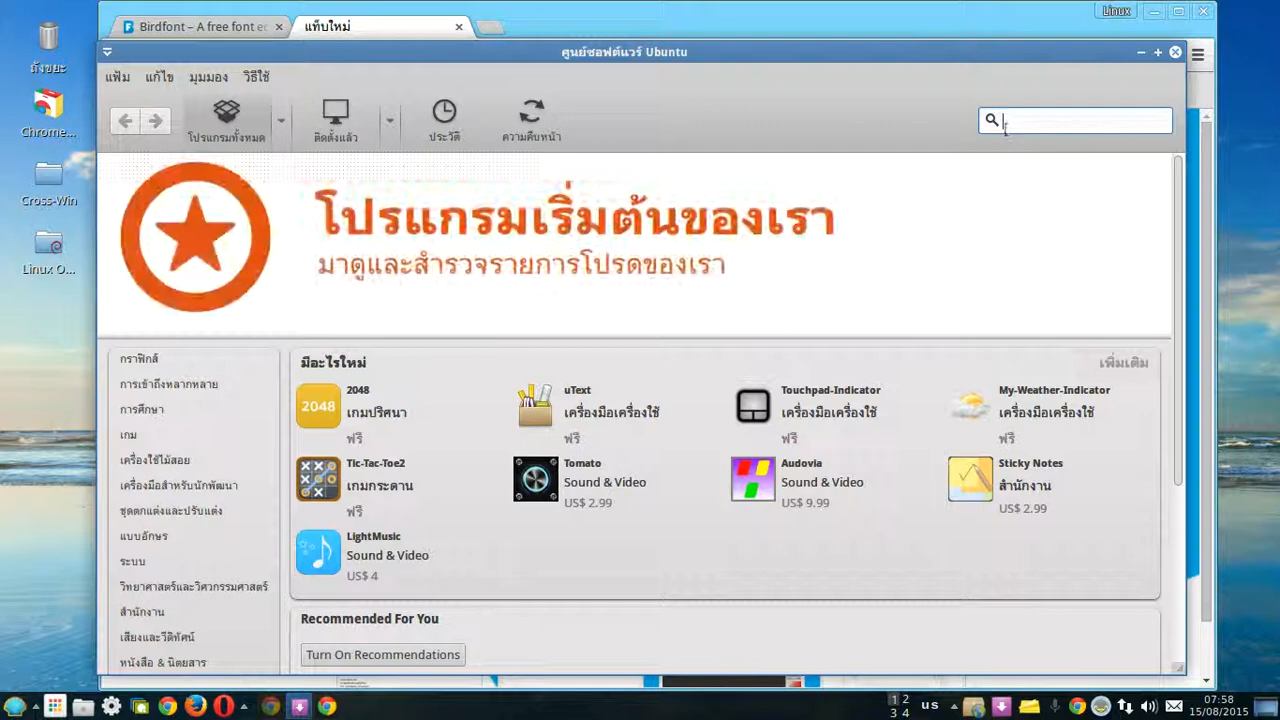 Birdfont – A free font ed
แท็บใหม่
Linux
ศูนย์ซอฟต์แวร์ Ubuntu
แฟ้ม แก้ไข มุมมอง วิธีใช้
โปรแกรมทั้งหมด ติดตั้งแล้ว ประวัติ ความคืบหน้า
ถังขยะ
Chrome...
Cross-Win
Linux O...
โปรแกรมเริ่มต้นของเรา
มาดูและสำรวจรายการโปรดของเรา
กราฟิกส์
การเข้าถึงหลากหลาย
การศึกษา
เกม
เครื่องใช้ไม้สอย
เครื่องมือสำหรับนักพัฒนา
ชุดตกแต่งและปรับแต่ง
แบบอักษร
ระบบ
วิทยาศาสตร์และวิศวกรรมศาสตร์
สำนักงาน
เสียงและวีดิทัศน์
หนังสือ & นิตยสาร
มีอะไรใหม่ เพิ่มเติม
2048
2048
เกมปริศนา
ฟรี
uText
เครื่องมือเครื่องใช้
ฟรี
Touchpad-Indicator
เครื่องมือเครื่องใช้
ฟรี
My-Weather-Indicator
เครื่องมือเครื่องใช้
ฟรี
Tic-Tac-Toe2
เกมกระดาน
ฟรี
Tomato
Sound & Video
US$ 2.99
Audovia
Sound & Video
US$ 9.99
Sticky Notes
สำนักงาน
US$ 2.99
LightMusic
Sound & Video
US$ 4
Recommended For You
Turn On Recommendations
1 2
3 4
us
07:58
15/08/2015